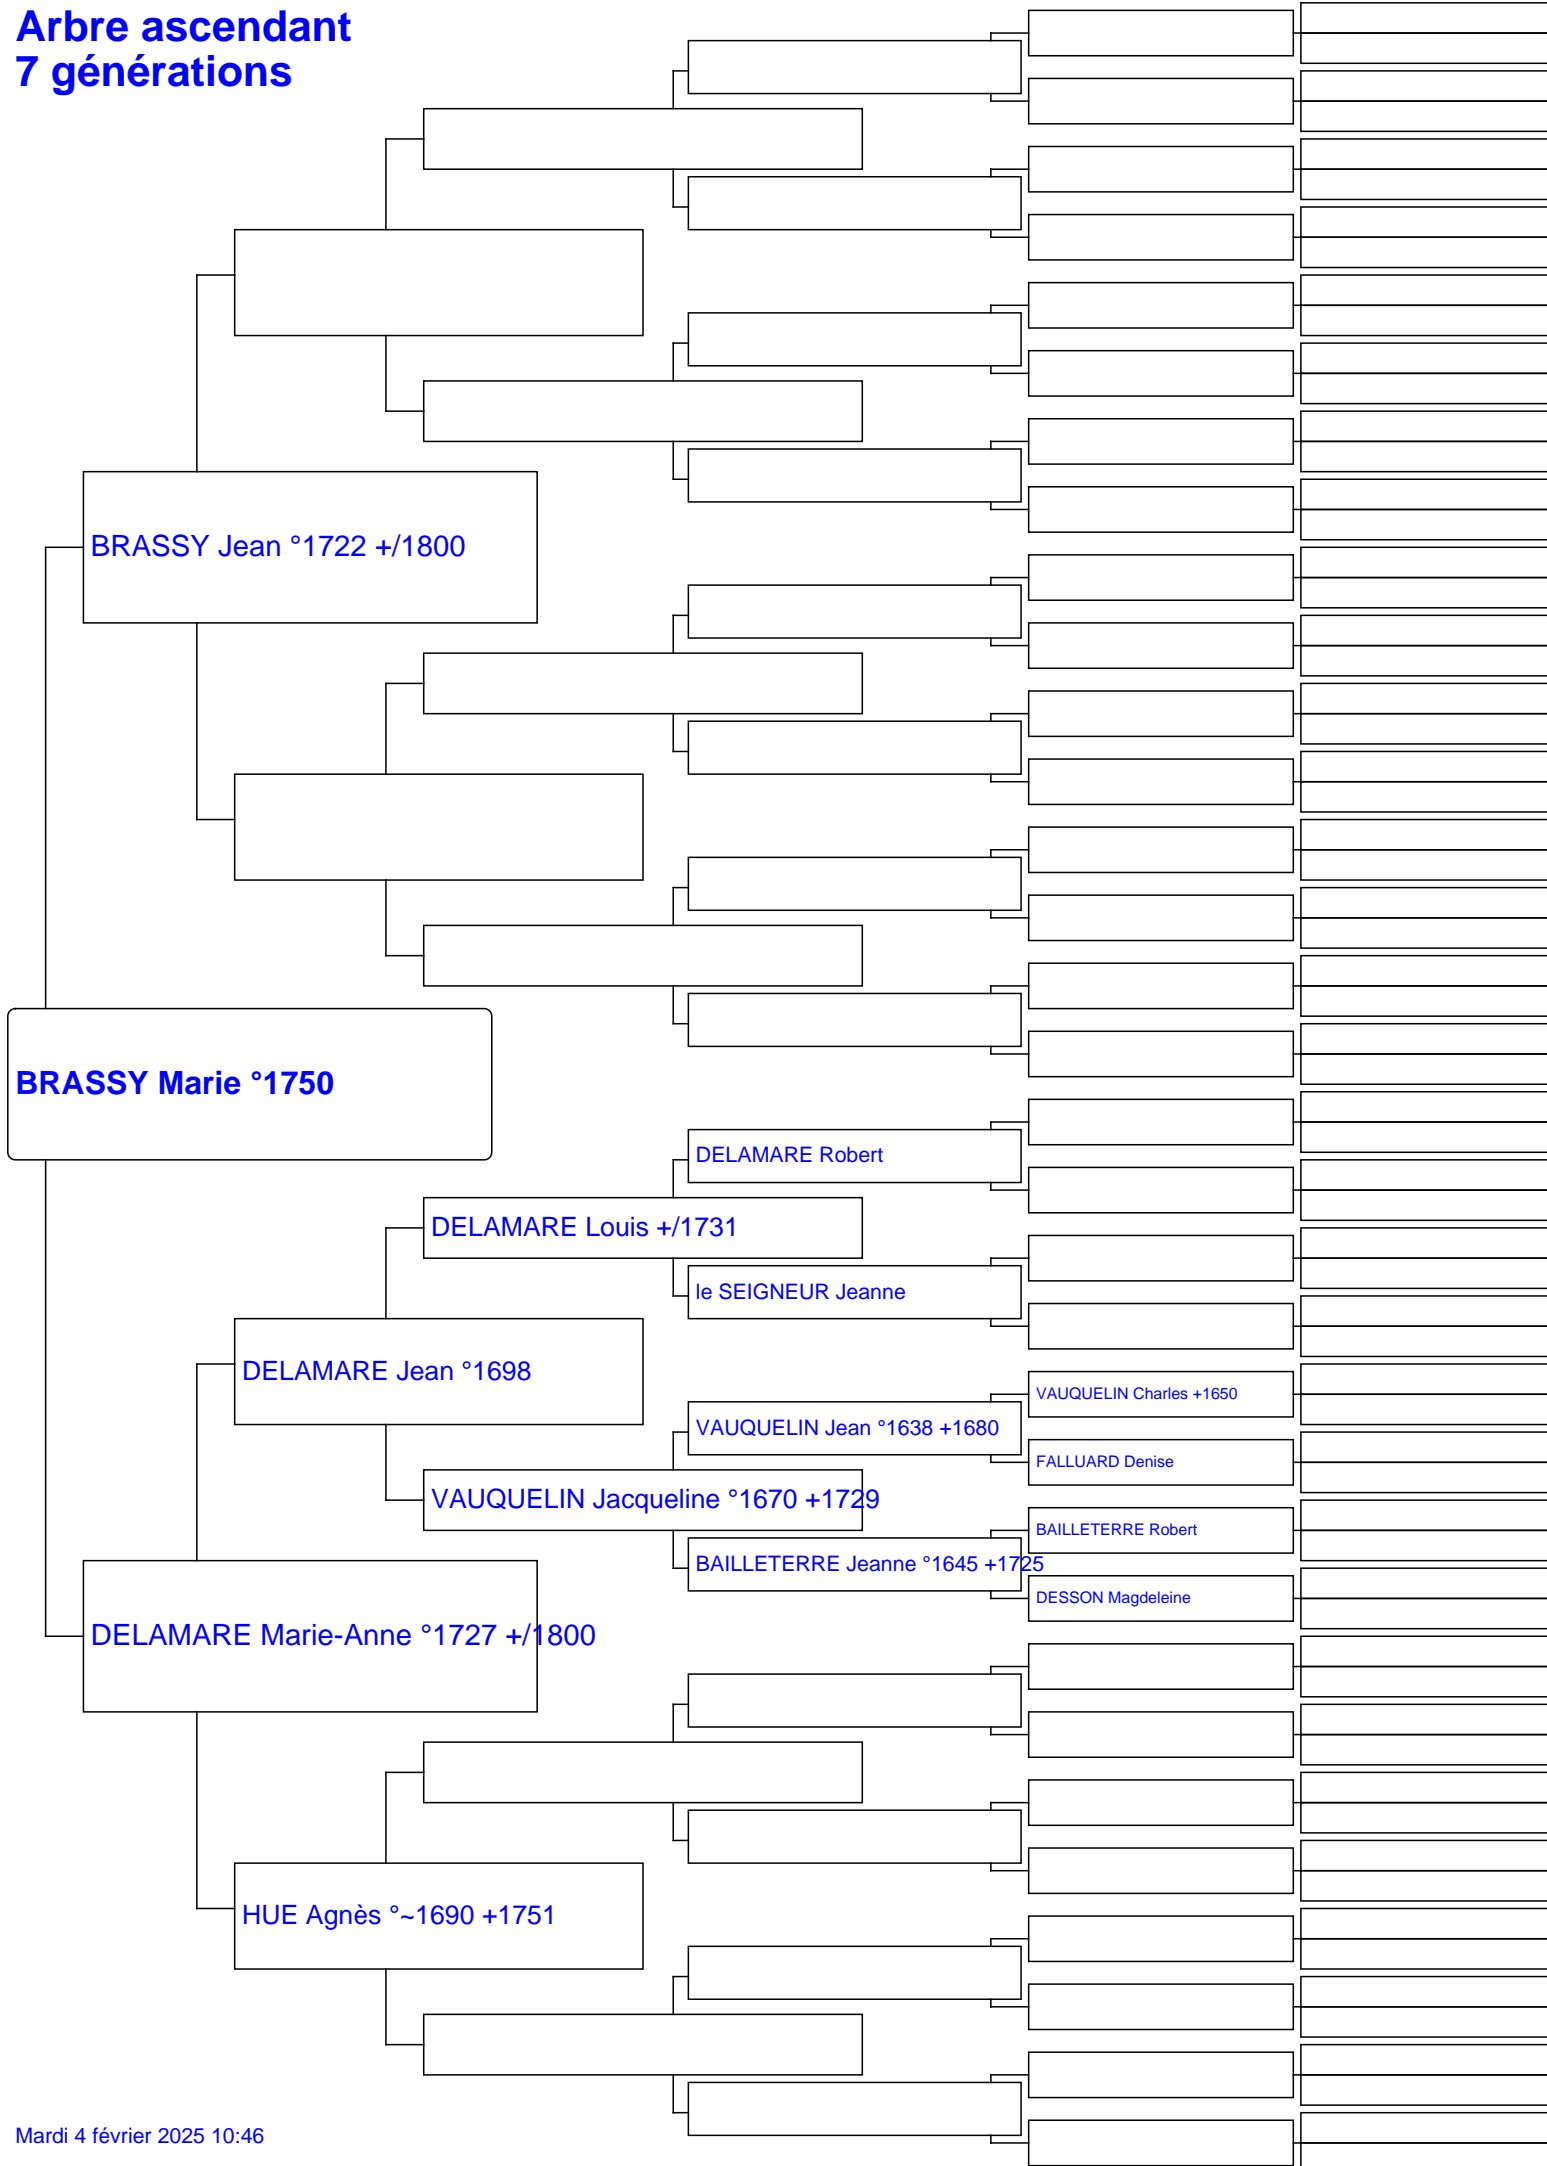 Arbre ascendant
7 générations
BRASSY Jean °1722 +/1800
BRASSY Marie °1750
DELAMARE Robert
DELAMARE Louis +/1731
le SEIGNEUR Jeanne
DELAMARE Jean °1698
VAUQUELIN Charles +1650
VAUQUELIN Jean °1638 +1680
FALLUARD Denise
VAUQUELIN Jacqueline °1670 +1729
BAILLETERRE Robert
BAILLETERRE Jeanne °1645 +1725
DESSON Magdeleine
DELAMARE Marie-Anne °1727 +/1800
HUE Agnès °~1690 +1751
Mardi 4 février 2025 10:46